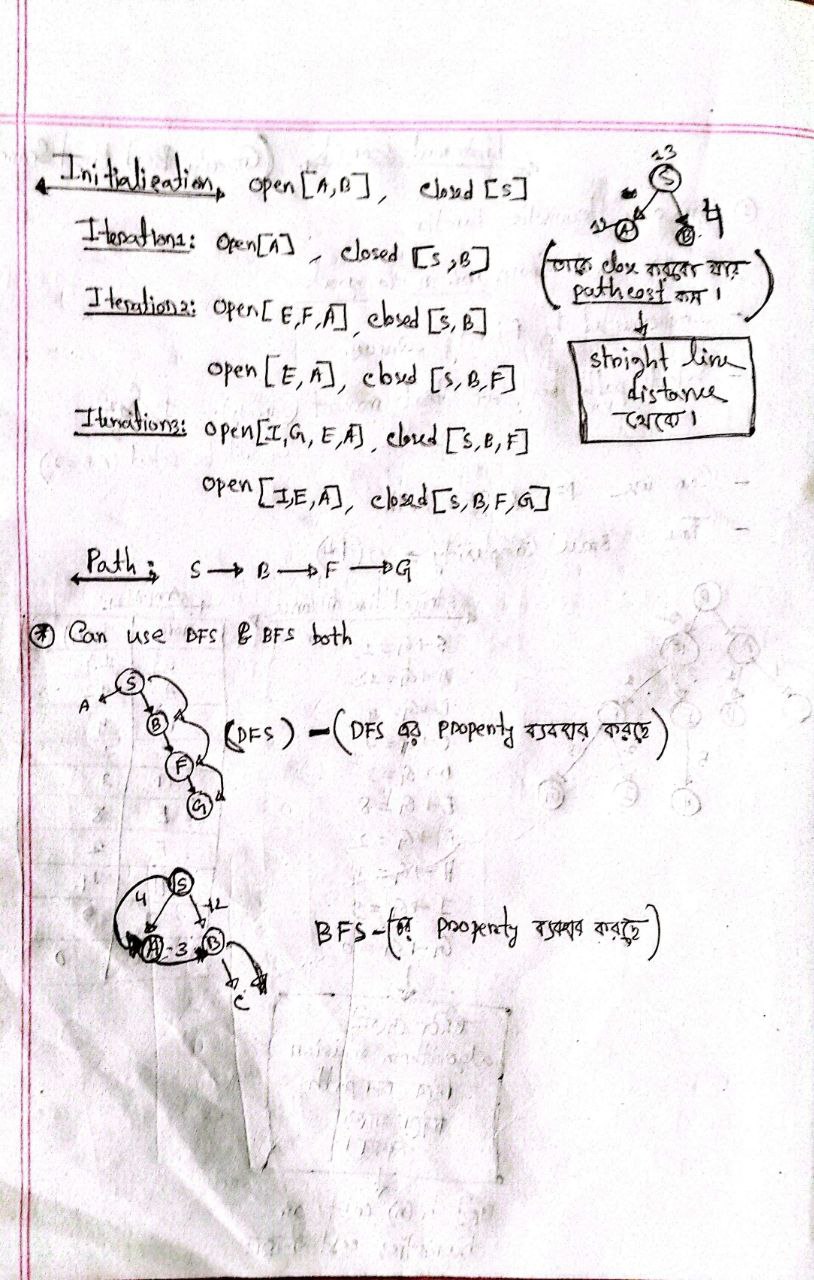 Initialization, open [A,B], closed [S]
Iteration1: open[A], closed [S,B]
Iteration2: open[ E,F,A], closed [S,B]
open [E,A], closed [S,B,F]
Iteration3: open[I,G,E,A], closed [S,B,F]
open [I,E,A], closed [S,B,F,G]
13
S
A B 4
(তাকে close করবো যার
path cost কম।)
straight line
distance
থেকে।
Path: S → B → F → G
* Can use DFS & BFS both
S
A
B
F
G
(DFS) - (DFS এর property ব্যবহার করছে)
S
4
A 3 B
C
BFS - (এর property ব্যবহার করছে)